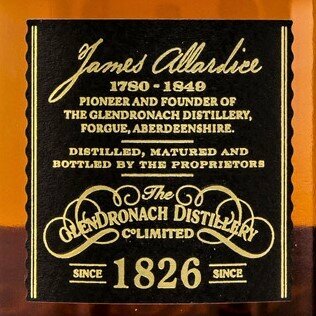 James Allardice
1780 - 1849
PIONEER AND FOUNDER OF
THE GLENDRONACH DISTILLERY,
FORGUE, ABERDEENSHIRE.
DISTILLED, MATURED AND
BOTTLED BY THE PROPRIETORS
The
GLENDRONACH DISTILLERY
Co LIMITED
SINCE 1826 SINCE